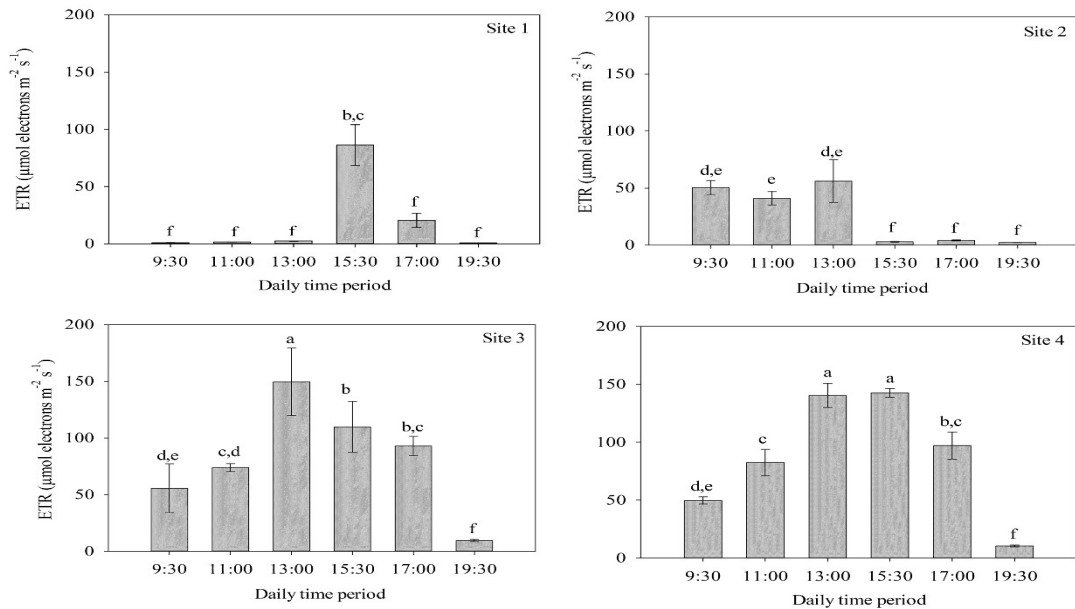 200
150
100
50
0
ETR (µmol electrons m⁻² s⁻¹)
Site 1
f f f b,c f f
9:30 11:00 13:00 15:30 17:00 19:30
Daily time period
200
150
100
50
0
ETR (µmol electrons m⁻² s⁻¹)
Site 2
d,e e d,e f f f
9:30 11:00 13:00 15:30 17:00 19:30
Daily time period
200
150
100
50
0
ETR (µmol electrons m⁻² s⁻¹)
Site 3
d,e c,d a b b,c f
9:30 11:00 13:00 15:30 17:00 19:30
Daily time period
200
150
100
50
0
Site 4
d,e c a a b,c f
9:30 11:00 13:00 15:30 17:00 19:30
Daily time period